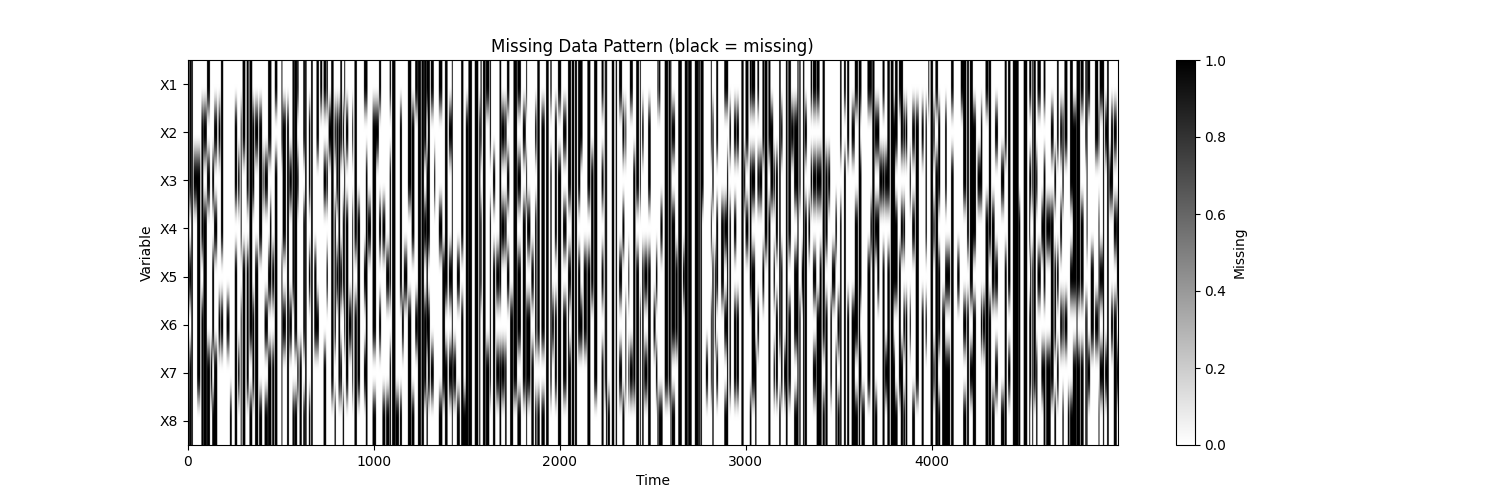 Missing Data Pattern (black = missing)
X1
X2
X3
X4
X5
X6
X7
X8
Variable
0
1000
2000
3000
4000
Time
1.0
0.8
0.6
0.4
0.2
0.0
Missing